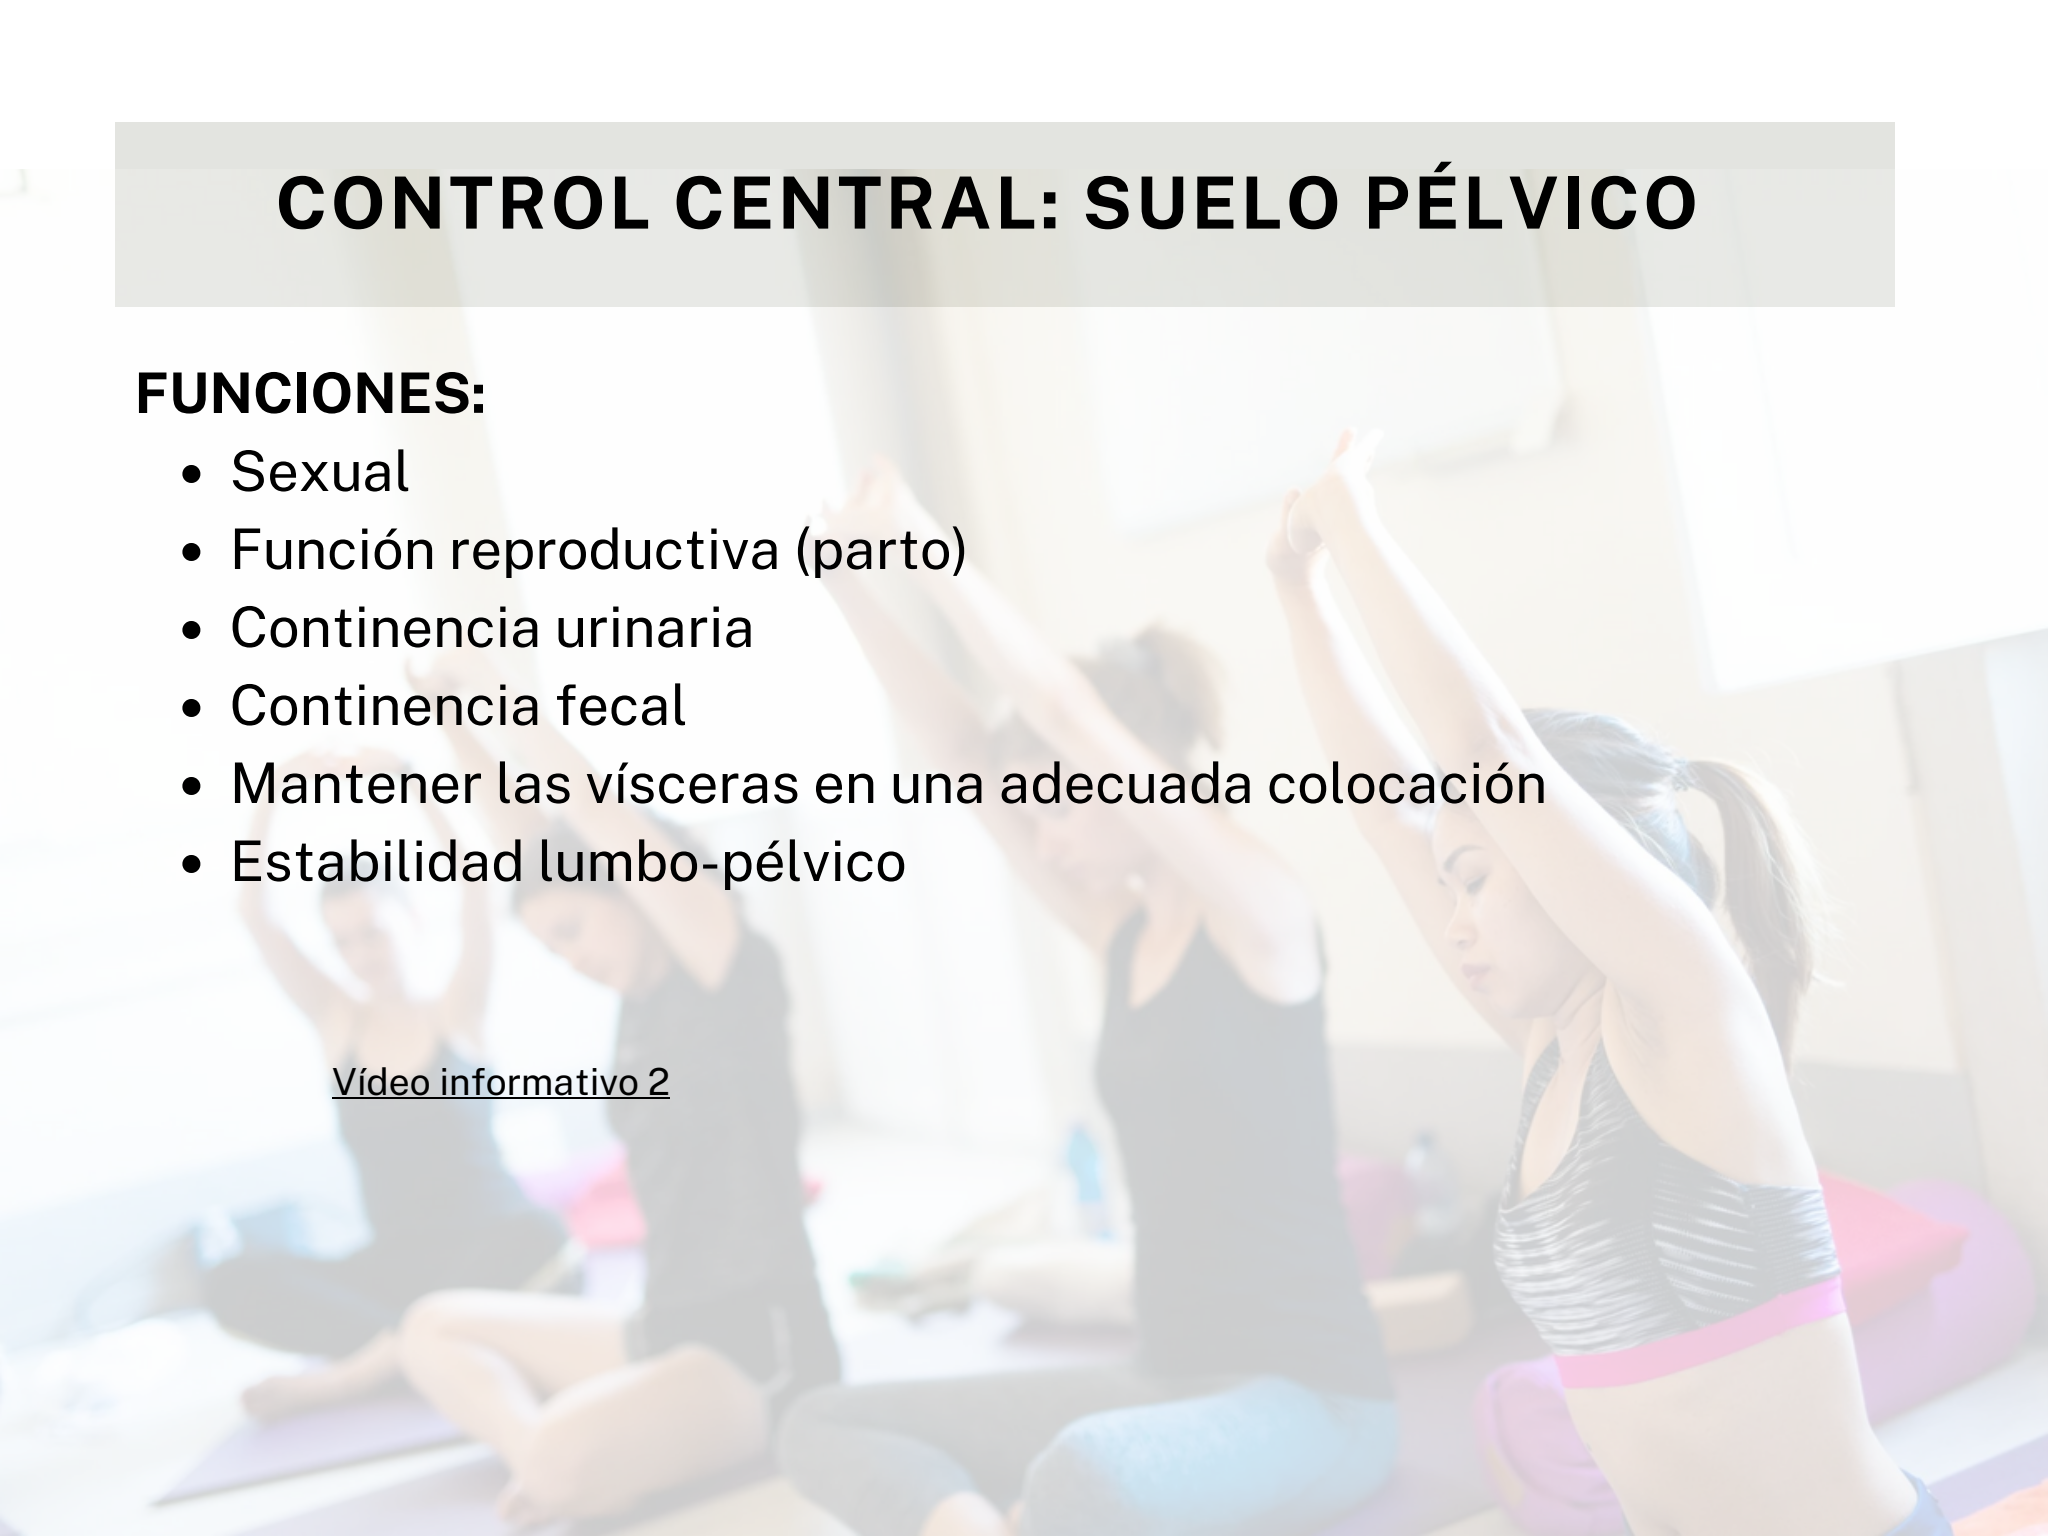 CONTROL CENTRAL: SUELO PÉLVICO
FUNCIONES:
• Sexual
• Función reproductiva (parto)
• Continencia urinaria
• Continencia fecal
• Mantener las vísceras en una adecuada colocación
• Estabilidad lumbo-pélvico
Vídeo informativo 2